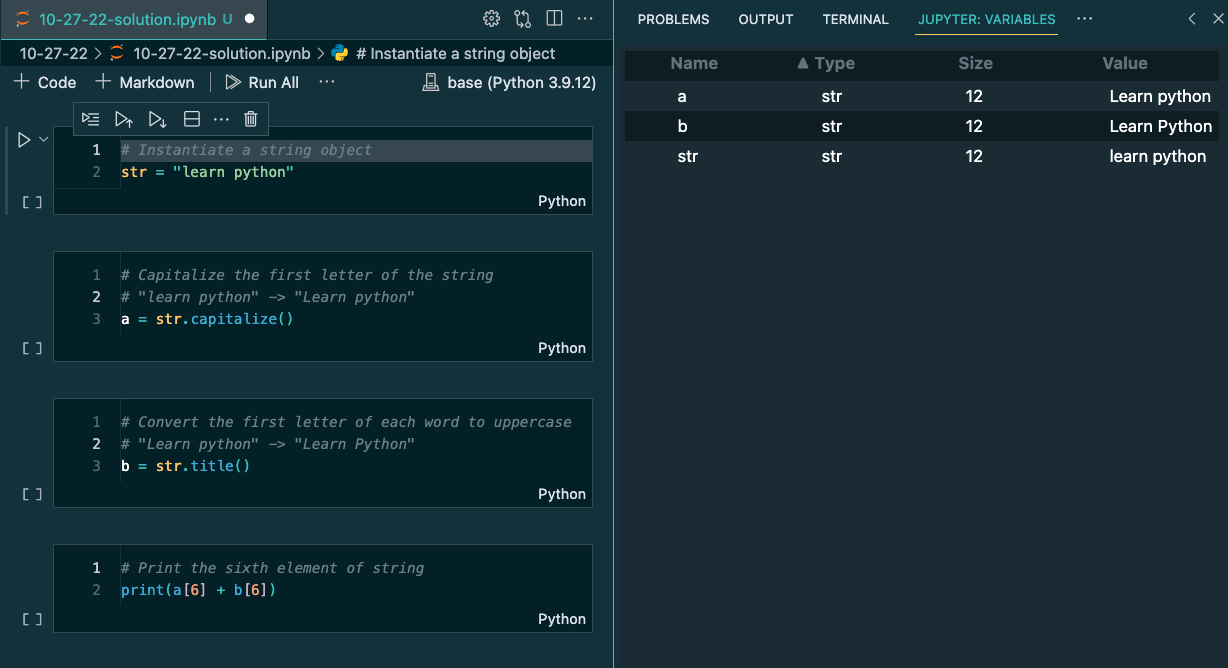 10-27-22-solution.ipynb U
10-27-22 > 10-27-22-solution.ipynb > # Instantiate a string object
+ Code + Markdown Run All ··· base (Python 3.9.12)
1 # Instantiate a string object
2 str = "learn python"
[ ] Python
1 # Capitalize the first letter of the string
2 # "learn python" -> "Learn python"
3 a = str.capitalize()
[ ] Python
1 # Convert the first letter of each word to uppercase
2 # "Learn python" -> "Learn Python"
3 b = str.title()
[ ] Python
1 # Print the sixth element of string
2 print(a[6] + b[6])
[ ] Python
PROBLEMS OUTPUT TERMINAL JUPYTER: VARIABLES ···
Name Type Size Value
a str 12 Learn python
b str 12 Learn Python
str str 12 learn python